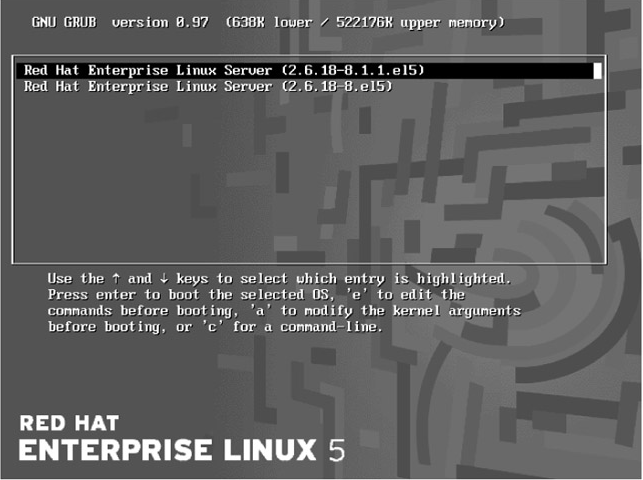 GNU GRUB  version 0.97  (638K lower / 522176K upper memory)
Red Hat Enterprise Linux Server (2.6.18-8.1.1.el5)
Red Hat Enterprise Linux Server (2.6.18-8.el5)
Use the ↑ and ↓ keys to select which entry is highlighted.
Press enter to boot the selected OS, 'e' to edit the
commands before booting, 'a' to modify the kernel arguments
before booting, or 'c' for a command-line.
RED HAT
ENTERPRISE LINUX 5